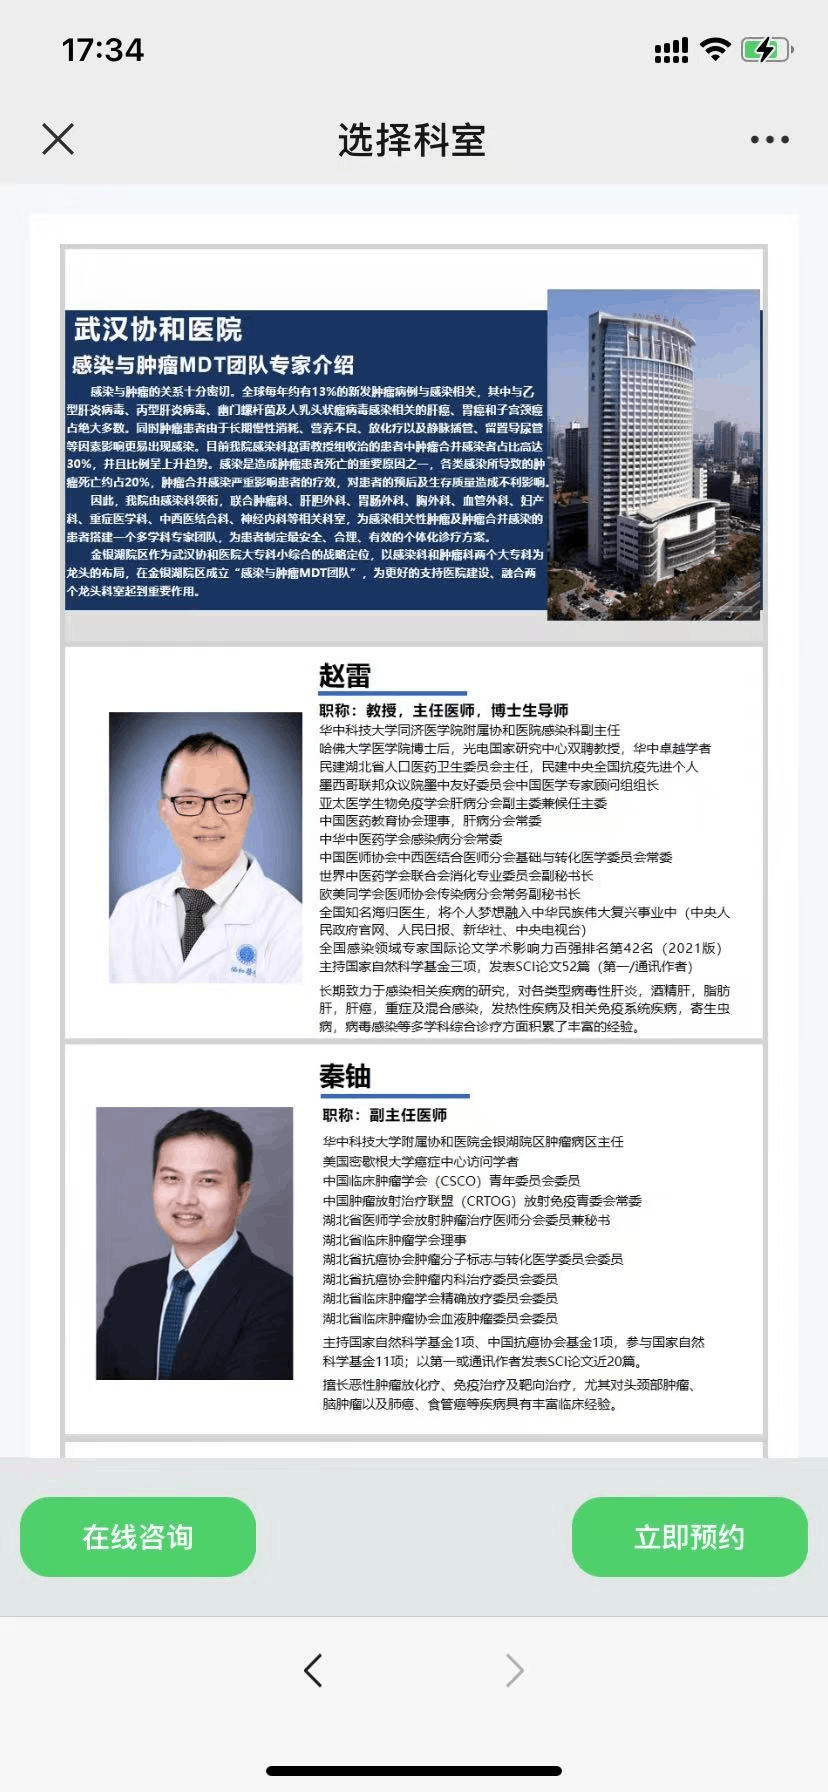 17:34
选择科室
武汉协和医院
感染与肿瘤MDT团队专家介绍
感染与肿瘤的关系十分密切。全球每年约有13%的新发肿瘤病例与感染相关，其中与乙
型肝炎病毒、丙型肝炎病毒、幽门螺杆菌及人乳头状瘤病毒感染相关的肝癌、胃癌和子宫颈癌
占绝大多数。同时肿瘤患者由于长期慢性消耗、营养不良、放化疗以及静脉插管、留置导尿管
等因素影响更易出现感染。目前我院感染科赵雷教授组收治的患者中肿瘤合并感染者占比高达
30%，并且比例呈上升趋势。感染是造成肿瘤患者死亡的重要原因之一，各类感染所导致的肿
瘤死亡约占20%，肿瘤合并感染严重影响患者的疗效，对患者的预后及生存质量造成不利影响。
因此，我院由感染科领衔，联合肿瘤科、肝胆外科、胃肠外科、胸外科、血管外科、妇产
科、重症医学科、中西医结合科、神经内科等相关科室，为感染相关性肿瘤及肿瘤合并感染的
患者搭建一个多学科专家团队，为患者制定最安全、合理、有效的个体化诊疗方案。
金银湖院区作为武汉协和医院大专科小综合的战略定位，以感染科和肿瘤科两个大专科为
龙头的布局，在金银湖院区成立“感染与肿瘤MDT团队”，为更好的支持医院建设、融合两
个龙头科室起到重要作用。
赵雷
职称：教授，主任医师，博士生导师
华中科技大学同济医学院附属协和医院感染科副主任
哈佛大学医学院博士后，光电国家研究中心双聘教授，华中卓越学者
民建湖北省人口医药卫生委员会主任，民建中央全国抗疫先进个人
墨西哥联邦众议院墨中友好委员会中国医学专家顾问组组长
亚太医学生物免疫学会肝病分会副主委兼候任主委
中国医药教育协会理事，肝病分会常委
中华中医药学会感染病分会常委
中国医师协会中西医结合医师分会基础与转化医学委员会常委
世界中医药学会联合会消化专业委员会副秘书长
欧美同学会医师协会传染病分会常务副秘书长
全国知名海归医生，将个人梦想融入中华民族伟大复兴事业中（中央人
民政府官网、人民日报、新华社、中央电视台）
全国感染领域专家国际论文学术影响力百强排名第42名（2021版）
主持国家自然科学基金三项，发表SCI论文52篇（第一/通讯作者）
长期致力于感染相关疾病的研究，对各类型病毒性肝炎，酒精肝，脂肪
肝，肝癌，重症及混合感染，发热性疾病及相关免疫系统疾病，寄生虫
病，病毒感染等多学科综合诊疗方面积累了丰富的经验。
秦铀
职称：副主任医师
华中科技大学附属协和医院金银湖院区肿瘤病区主任
美国密歇根大学癌症中心访问学者
中国临床肿瘤学会（CSCO）青年委员会委员
中国肿瘤放射治疗联盟（CRTOG）放射免疫青委会常委
湖北省医师学会放射肿瘤治疗医师分会委员兼秘书
湖北省临床肿瘤学会理事
湖北省抗癌协会肿瘤分子标志与转化医学委员会委员
湖北省抗癌协会肿瘤内科治疗委员会委员
湖北省临床肿瘤学会精确放疗委员会委员
湖北省临床肿瘤协会血液肿瘤委员会委员
主持国家自然科学基金1项、中国抗癌协会基金1项，参与国家自然
科学基金11项；以第一或通讯作者发表SCI论文近20篇。
擅长恶性肿瘤放化疗、免疫治疗及靶向治疗，尤其对头颈部肿瘤、
脑肿瘤以及肺癌、食管癌等疾病具有丰富临床经验。
在线咨询
立即预约